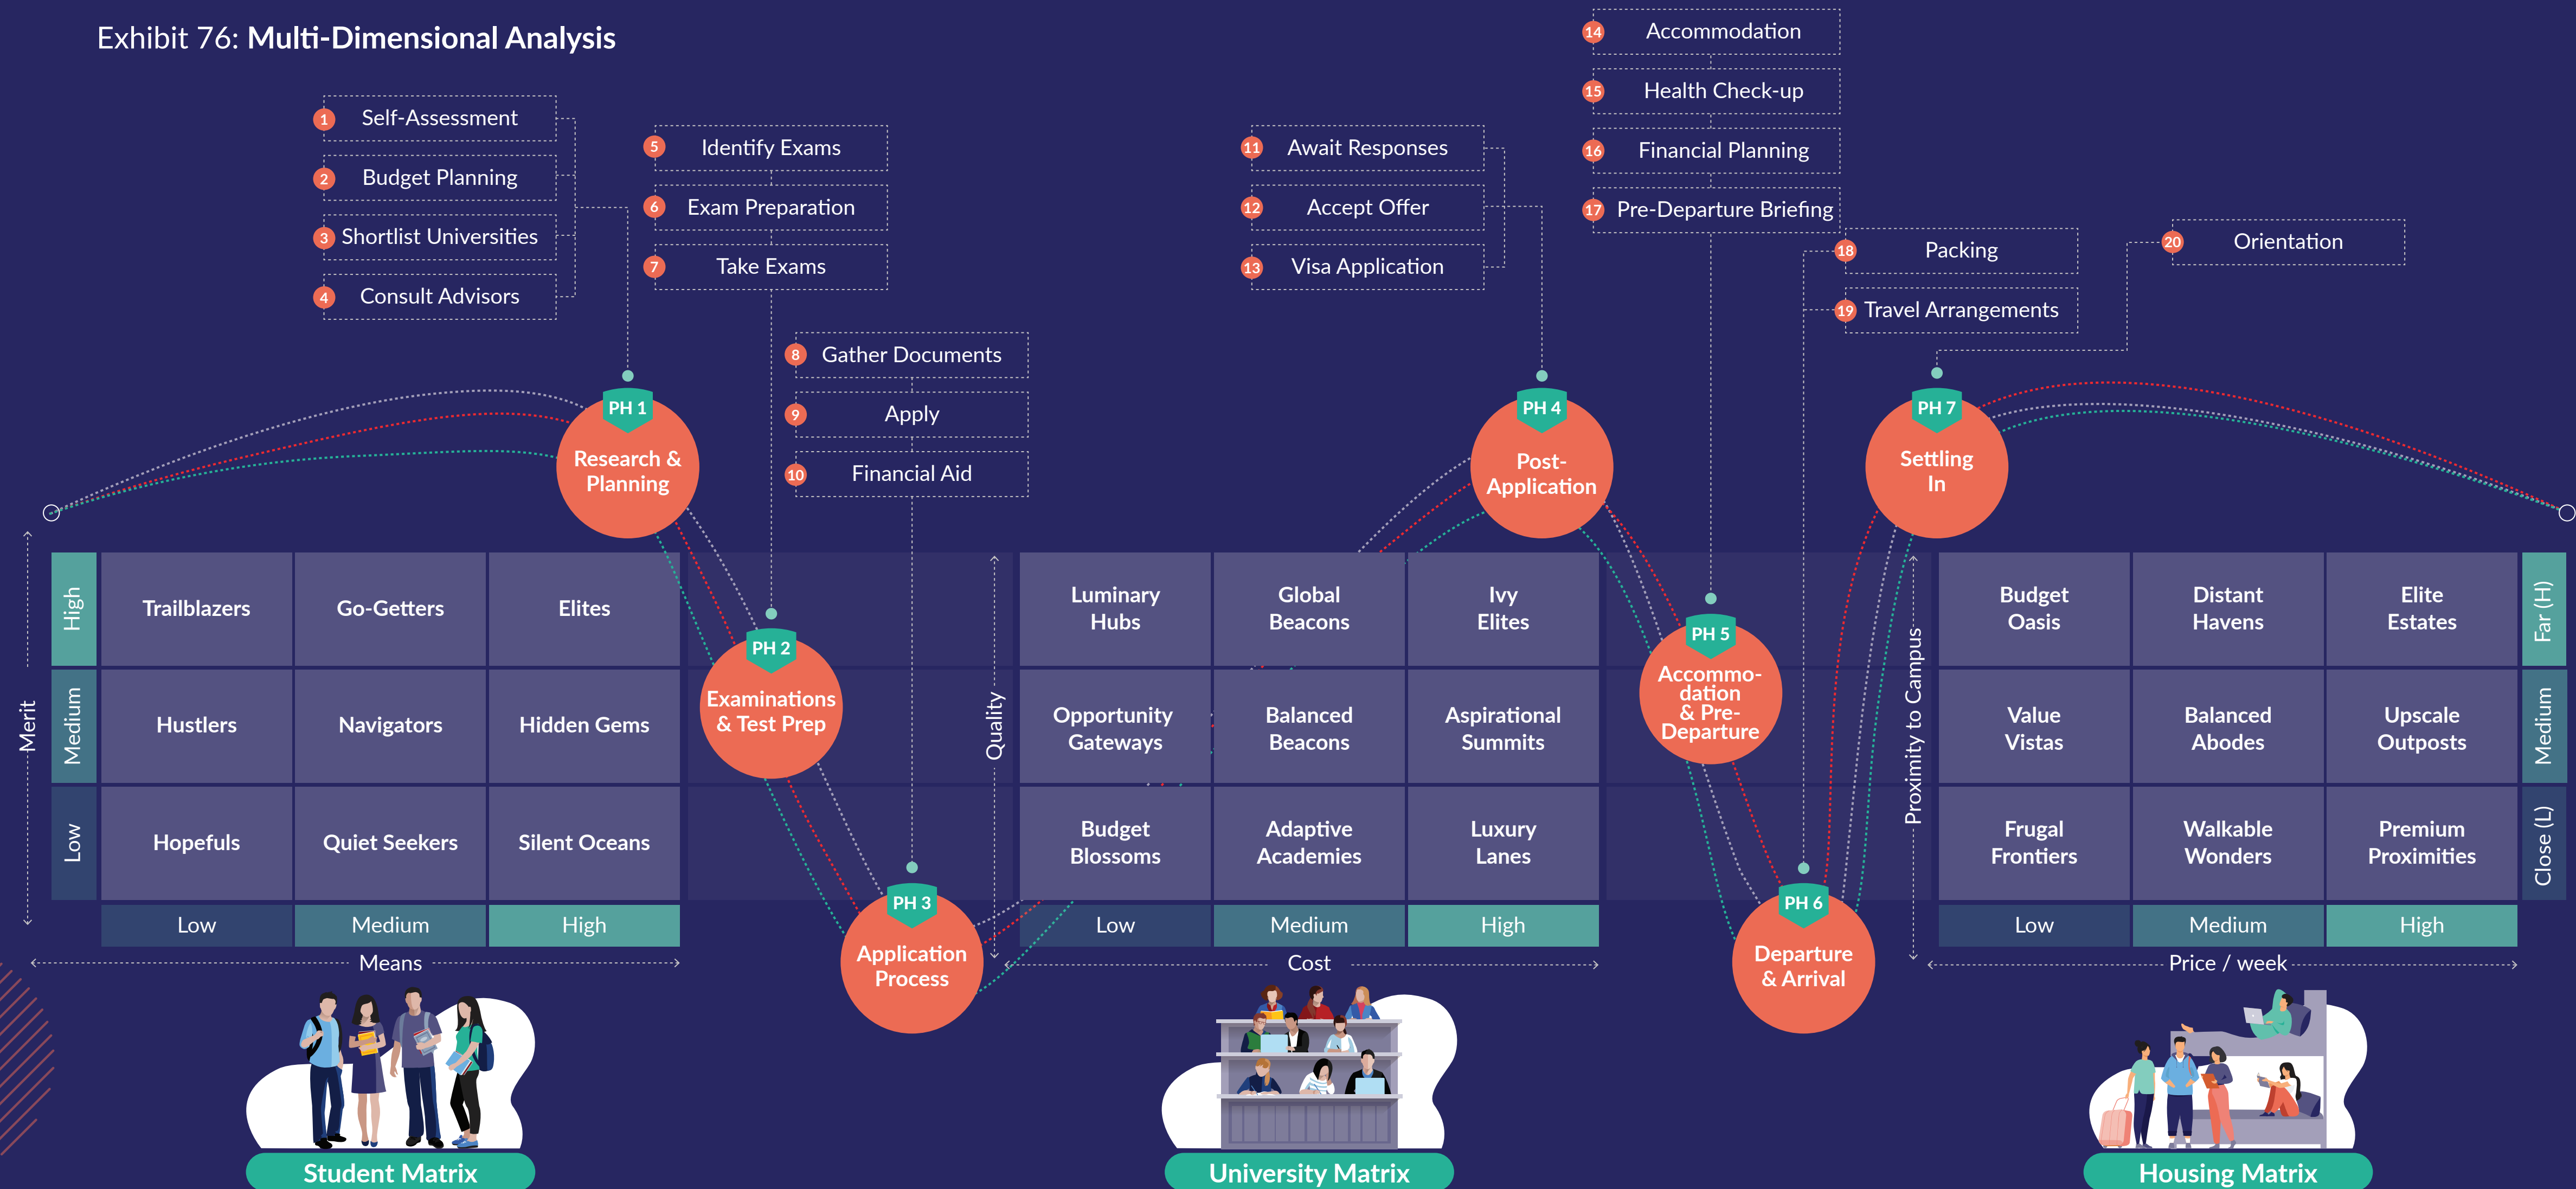 Exhibit 76: Multi-Dimensional Analysis
1 Self-Assessment
2 Budget Planning
3 Shortlist Universities
4 Consult Advisors
5 Identify Exams
6 Exam Preparation
7 Take Exams
8 Gather Documents
9 Apply
10 Financial Aid
11 Await Responses
12 Accept Offer
13 Visa Application
14 Accommodation
15 Health Check-up
16 Financial Planning
17 Pre-Departure Briefing
18 Packing
19 Travel Arrangements
20 Orientation
PH 1
Research &
Planning
PH 2
Examinations
& Test Prep
PH 3
Application
Process
PH 4
Post-
Application
PH 5
Accommo-
dation
& Pre-
Departure
PH 6
Departure
& Arrival
PH 7
Settling
In
Merit
High
Trailblazers
Go-Getters
Elites
Medium
Hustlers
Navigators
Hidden Gems
Low
Hopefuls
Quiet Seekers
Silent Oceans
Low
Medium
High
Means
Student Matrix
Quality
Luminary
Hubs
Global
Beacons
Ivy
Elites
Opportunity
Gateways
Balanced
Beacons
Aspirational
Summits
Budget
Blossoms
Adaptive
Academies
Luxury
Lanes
Low
Medium
High
Cost
University Matrix
Proximity to Campus
Budget
Oasis
Distant
Havens
Elite
Estates
Far (H)
Value
Vistas
Balanced
Abodes
Upscale
Outposts
Medium
Frugal
Frontiers
Walkable
Wonders
Premium
Proximities
Close (L)
Low
Medium
High
Price / week
Housing Matrix